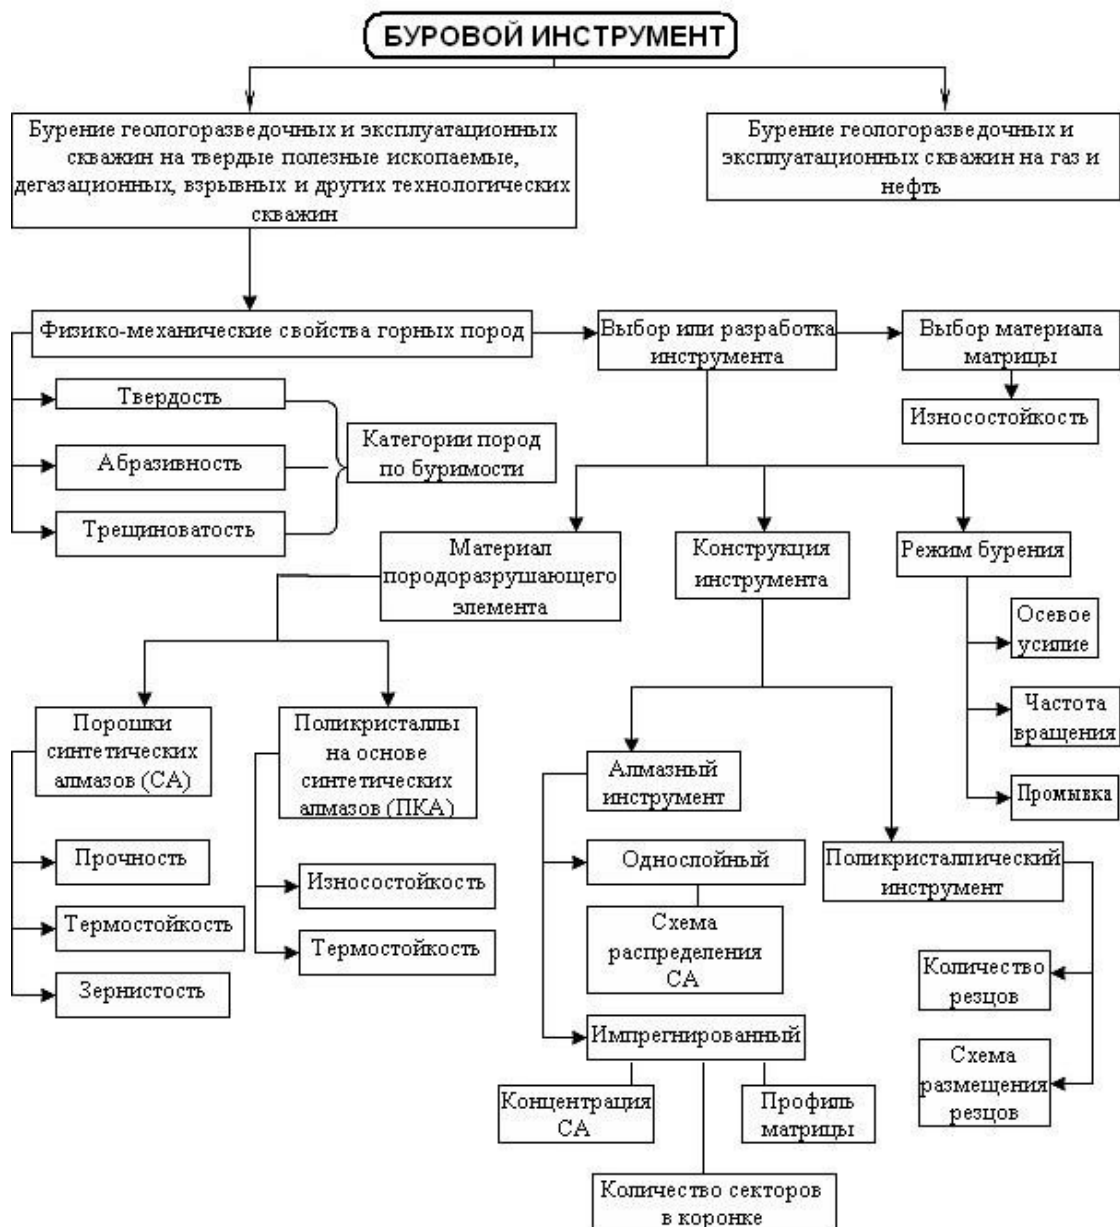 БУРОВОЙ ИНСТРУМЕНТ
Бурение геологоразведочных и эксплуатационных
скважин на твердые полезные ископаемые,
дегазационных, взрывных и других технологических
скважин
Бурение геологоразведочных и
эксплуатационных скважин на газ и
нефть
Физико-механические свойства горных пород
Выбор или разработка
инструмента
Выбор материала
матрицы
Износостойкость
Твердость
Абразивность
Трещиноватость
Категории пород
по буримости
Материал
породоразрушающего
элемента
Конструкция
инструмента
Режим бурения
Осевое
усилие
Частота
вращения
Промывка
Порошки
синтетических
алмазов (СА)
Поликристаллы
на основе
синтетических
алмазов (ПКА)
Прочность
Термостойкость
Зернистость
Износостойкость
Термостойкость
Алмазный
инструмент
Однослойный
Схема
распределения
СА
Импрегнированный
Концентрация
СА
Профиль
матрицы
Количество секторов
в коронке
Поликристаллический
инструмент
Количество
резцов
Схема
размещения
резцов